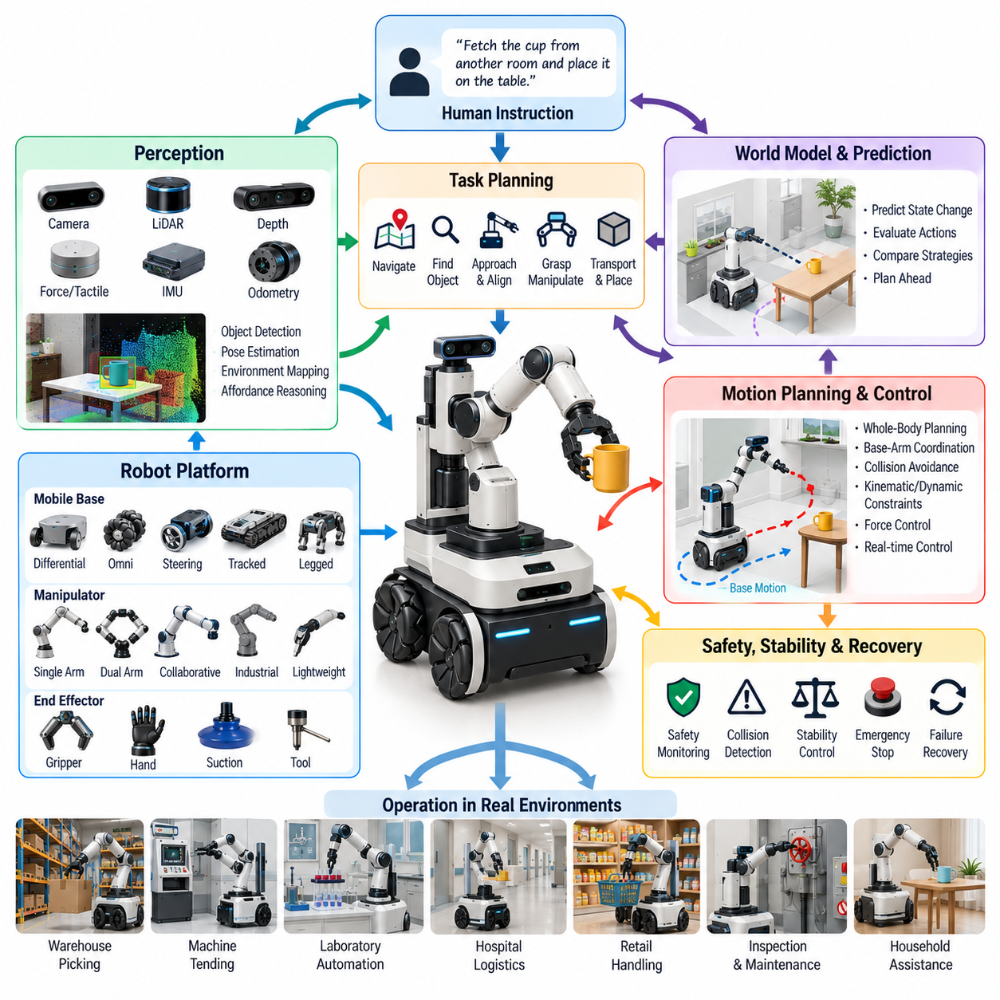 “Fetch the cup from
another room and place it
on the table.”
Human Instruction
Perception
Camera
LiDAR
Depth
Force/Tactile
IMU
Odometry
Object Detection
Pose Estimation
Environment Mapping
Affordance Reasoning
Task Planning
Navigate
Find
Object
Approach
& Align
Grasp
Manipulate
Transport
& Place
World Model & Prediction
• Predict State Change
• Evaluate Actions
• Compare Strategies
• Plan Ahead
Robot Platform
Mobile Base
Differential
Omni
Steering
Tracked
Legged
Manipulator
Single Arm
Dual Arm
Collaborative
Industrial
Lightweight
End Effector
Gripper
Hand
Suction
Tool
Motion Planning & Control
Base Motion
• Whole-Body Planning
• Base-Arm Coordination
• Collision Avoidance
• Kinematic/Dynamic
Constraints
• Force Control
• Real-time Control
Safety, Stability & Recovery
Safety
Monitoring
Collision
Detection
Stability
Control
Emergency
Stop
Failure
Recovery
Operation in Real Environments
Warehouse
Picking
Machine
Tending
Laboratory
Automation
Hospital
Logistics
Retail
Handling
Inspection
& Maintenance
Household
Assistance